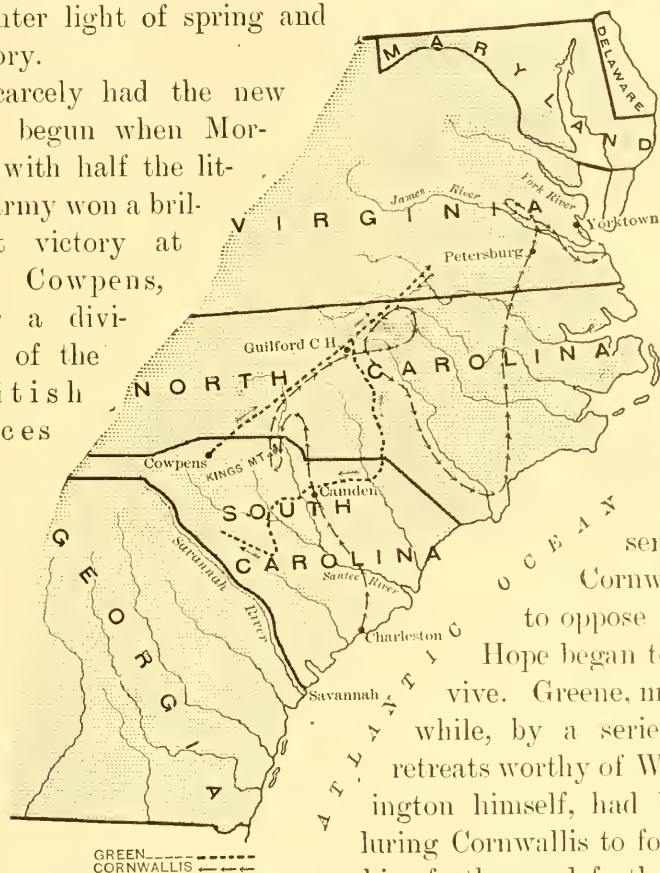 nter light of spring and
ory.
carcely had the new
begun when Mor-
with half the lit-
army won a bril-
t victory at
Cowpens,
a divi-
of the
itish
ces
MARYLAND
DELAWARE
VIRGINIA
James River
York River
Yorktown
Petersburg
Guilford C H
NORTH CAROLINA
Cowpens
KINGS MT.
Camden
SOUTH CAROLINA
Santee River
Savannah River
Charleston
Savannah
GEORGIA
ATLANTIC OCEAN
ser
Cornw
to oppose
Hope began t
vive. Greene, m
while, by a serie
retreats worthy of W
ington himself, had
luring Cornwallis to fo
GREEN
CORNWALLIS